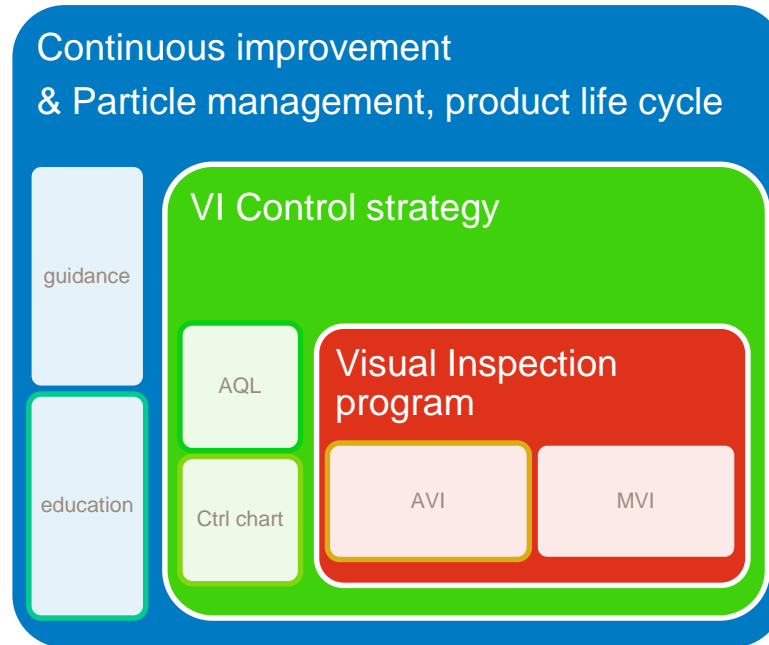 Continuous improvement
& Particle management, product life cycle
guidance
education
VI Control strategy
AQL
Ctrl chart
Visual Inspection
program
AVI
MVI